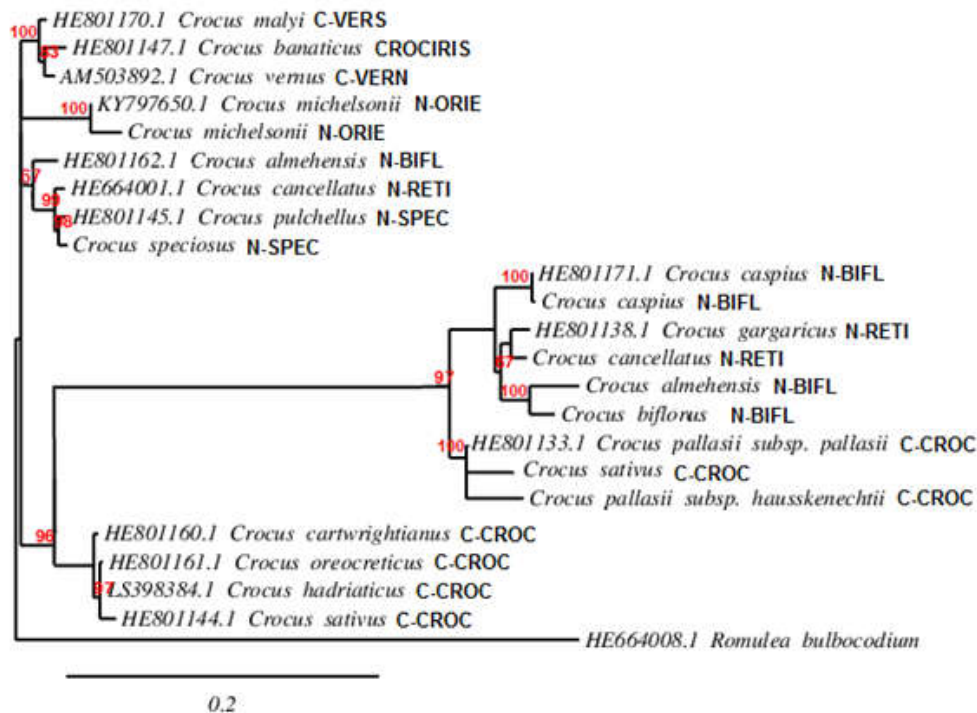 HE801170.1 Crocus malyi C-VERS
100
HE801147.1 Crocus banaticus CROCIRIS
AM503892.1 Crocus vernus C-VERN
KY797650.1 Crocus michelsonii N-ORIE
100
Crocus michelsonii N-ORIE
HE801162.1 Crocus almehensis N-BIFL
57
HE664001.1 Crocus cancellatus N-RETI
99
HE801145.1 Crocus pulchellus N-SPEC
98
Crocus speciosus N-SPEC
HE801171.1 Crocus caspius N-BIFL
100
Crocus caspius N-BIFL
HE801138.1 Crocus gargaricus N-RETI
Crocus cancellatus N-RETI
Crocus almehensis N-BIFL
100
97
Crocus biflorus N-BIFL
HE801133.1 Crocus pallasii subsp. pallasii C-CROC
100
Crocus sativus C-CROC
Crocus pallasii subsp. hausskenechtii C-CROC
HE801160.1 Crocus cartwrightianus C-CROC
96
HE801161.1 Crocus oreocreticus C-CROC
97
LS398384.1 Crocus hadriaticus C-CROC
HE801144.1 Crocus sativus C-CROC
HE664008.1 Romulea bulbocodium
0.2